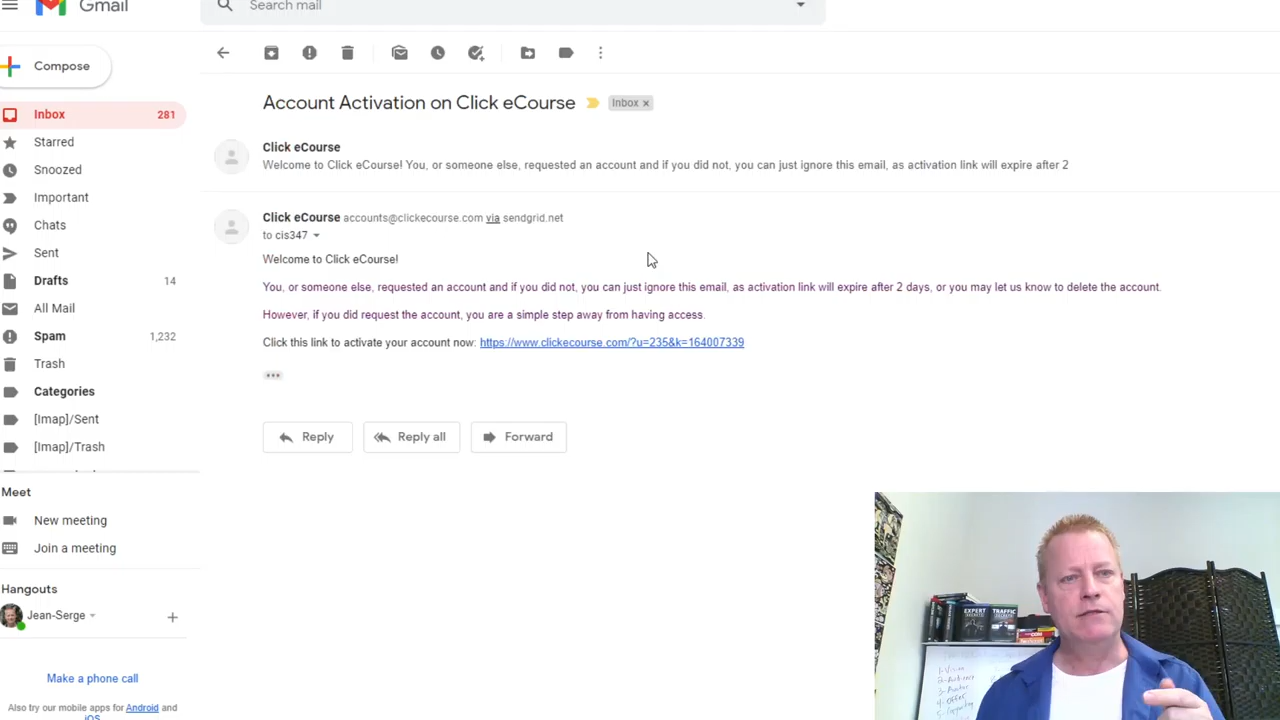 Gmail
Search mail
Compose
Account Activation on Click eCourse
Inbox ×
Inbox 281
Starred
Snoozed
Important
Chats
Sent
Drafts 14
All Mail
Spam 1,232
Trash
Categories
[Imap]/Sent
[Imap]/Trash
Click eCourse
Welcome to Click eCourse! You, or someone else, requested an account and if you did not, you can just ignore this email, as activation link will expire after 2
Click eCourse accounts@clickecourse.com via sendgrid.net
to cis347
Welcome to Click eCourse!
You, or someone else, requested an account and if you did not, you can just ignore this email, as activation link will expire after 2 days, or you may let us know to delete the account.
However, if you did request the account, you are a simple step away from having access.
Click this link to activate your account now: https://www.clickecourse.com/?u=235&k=164007339
Reply
Reply all
Forward
Meet
New meeting
Join a meeting
Hangouts
Jean-Serge
Make a phone call
Also try our mobile apps for Android and
iOS
EXPERT
SECRETS
TRAFFIC
SECRETS